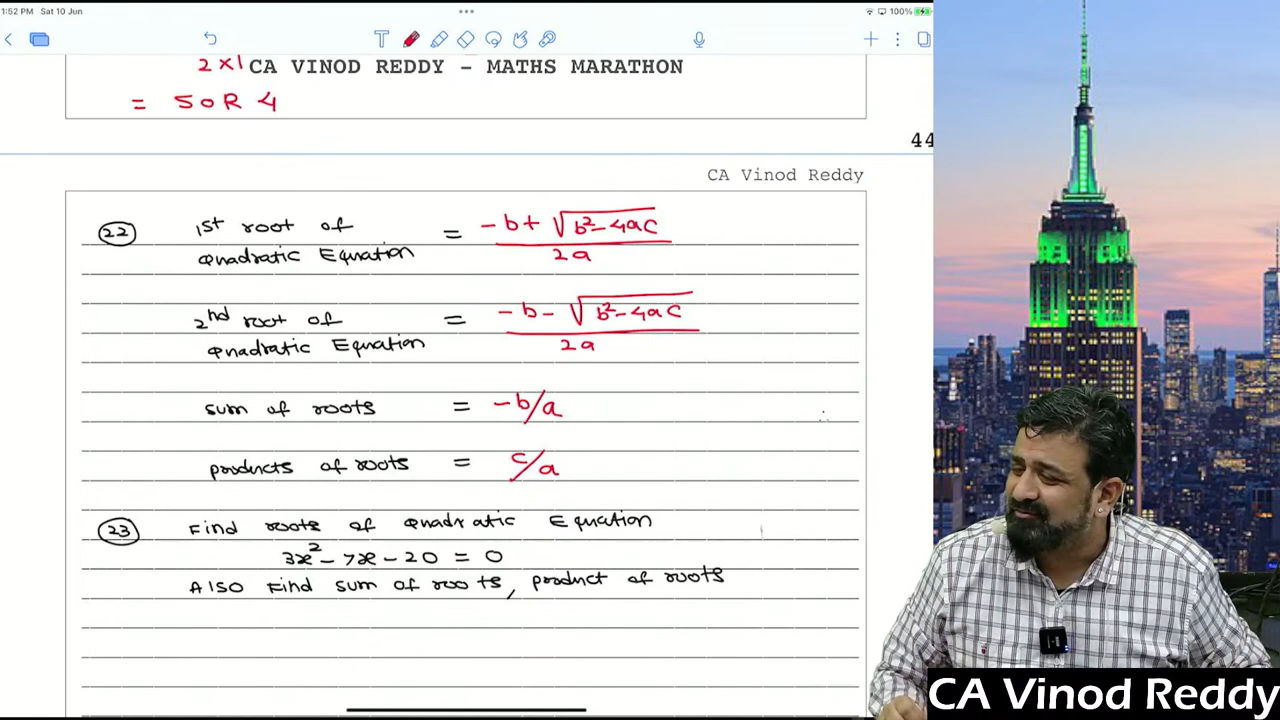 1:52 PM Sat 10 Jun
100%
2×1 CA VINOD REDDY - MATHS MARATHON
= 5 OR 4
44
CA Vinod Reddy
22 1st root of Quadratic Equation = -b+√b²-4ac / 2a
2nd root of Quadratic Equation = -b-√b²-4ac / 2a
sum of roots = -b/a
products of roots = c/a
23 Find roots of Quadratic Equation
3x²-7x-20 = 0
Also Find sum of roots, product of roots
CA Vinod Reddy